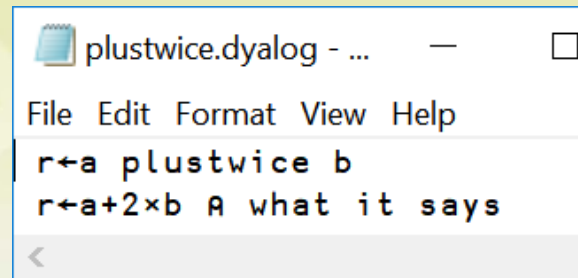 plustwice.dyalog - ...
File Edit Format View Help
r←a plustwice b
r←a+2×b ⍝ what it says